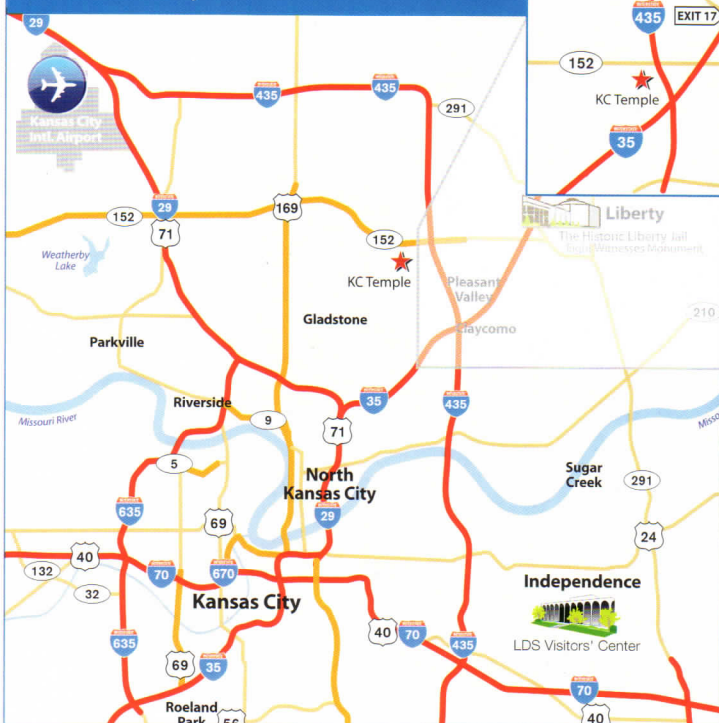 29
435
EXIT 17
152
KC Temple
35
Kansas City
Intl. Airport
435
435
291
29
71
152
169
152
KC Temple
Liberty
The Historic Liberty Jail
Weatherby
Lake
Pleasant
Valley
Claycomo
210
Gladstone
Parkville
Riverside
Missouri River
9
35
71
435
Misso
5
North
Kansas City
Sugar
Creek
291
635
69
29
24
40
132
32
70
670
Kansas City
Independence
LDS Visitors' Center
635
69
35
40
70
435
70
40
Roeland
Park
56